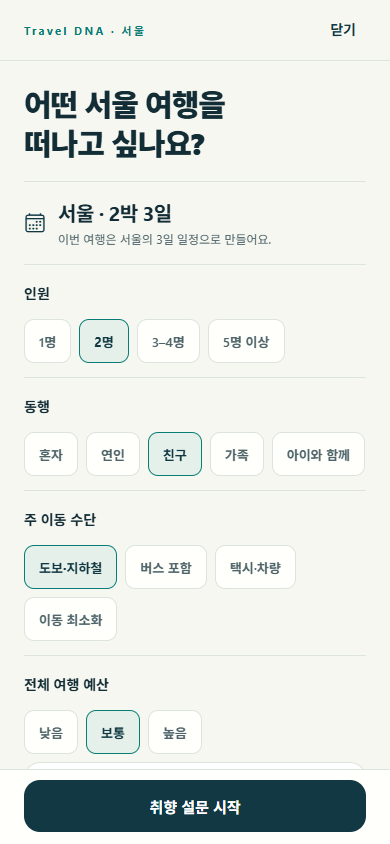 Travel DNA · 서울
닫기
어떤 서울 여행을
떠나고 싶나요?
서울 · 2박 3일
이번 여행은 서울의 3일 일정으로 만들어요.
인원
1명
2명
3–4명
5명 이상
동행
혼자
연인
친구
가족
아이와 함께
주 이동 수단
도보·지하철
버스 포함
택시·차량
이동 최소화
전체 여행 예산
낮음
보통
높음
취향 설문 시작